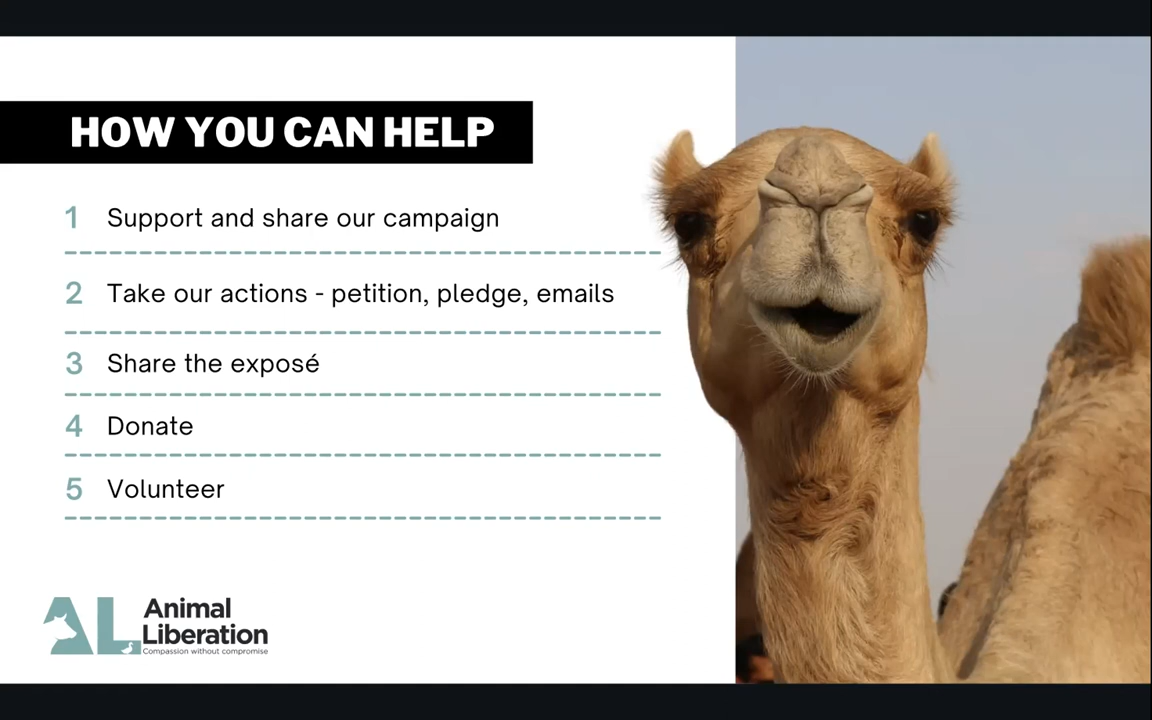 HOW YOU CAN HELP
1 Support and share our campaign
2 Take our actions - petition, pledge, emails
3 Share the exposé
4 Donate
5 Volunteer
AL Animal
Liberation
Compassion without compromise